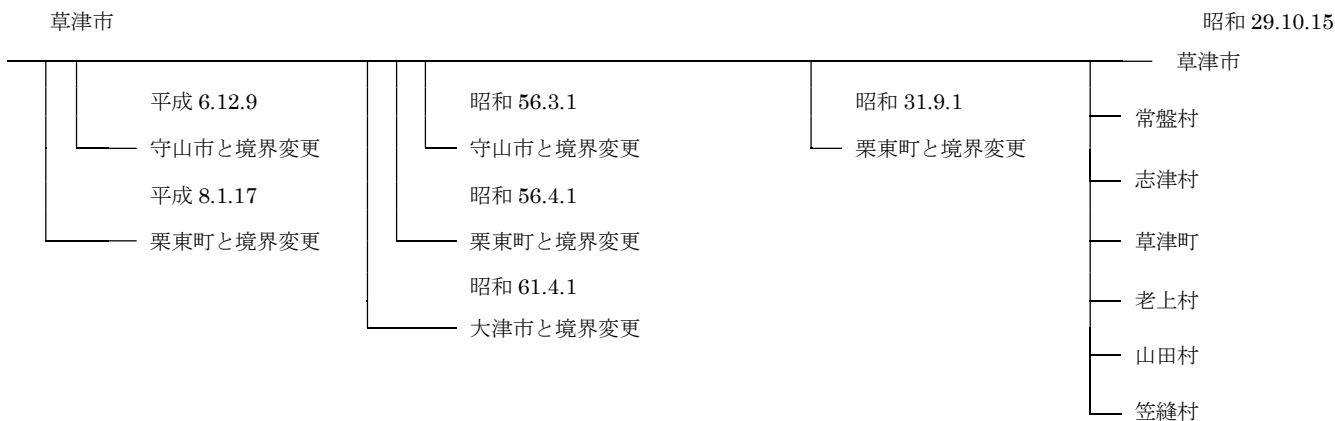 草津市
昭和 29.10.15
草津市
平成 6.12.9
守山市と境界変更
平成 8.1.17
栗東町と境界変更
昭和 56.3.1
守山市と境界変更
昭和 56.4.1
栗東町と境界変更
昭和 61.4.1
大津市と境界変更
昭和 31.9.1
栗東町と境界変更
常盤村
志津村
草津町
老上村
山田村
笠縫村